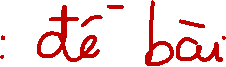 : đề bài